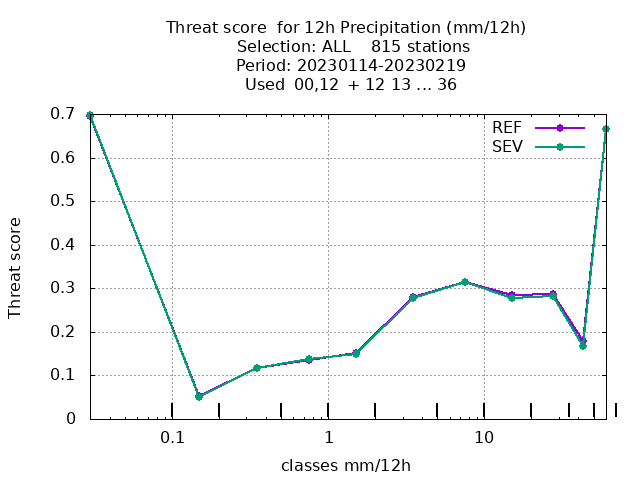 Threat score  for 12h Precipitation (mm/12h)
Selection: ALL    815 stations
Period: 20230114-20230219
Used  00,12  + 12 13 ... 36
REF
SEV
0.7
0.6
0.5
0.4
0.3
0.2
0.1
0
Threat score
0.1
1
10
classes mm/12h